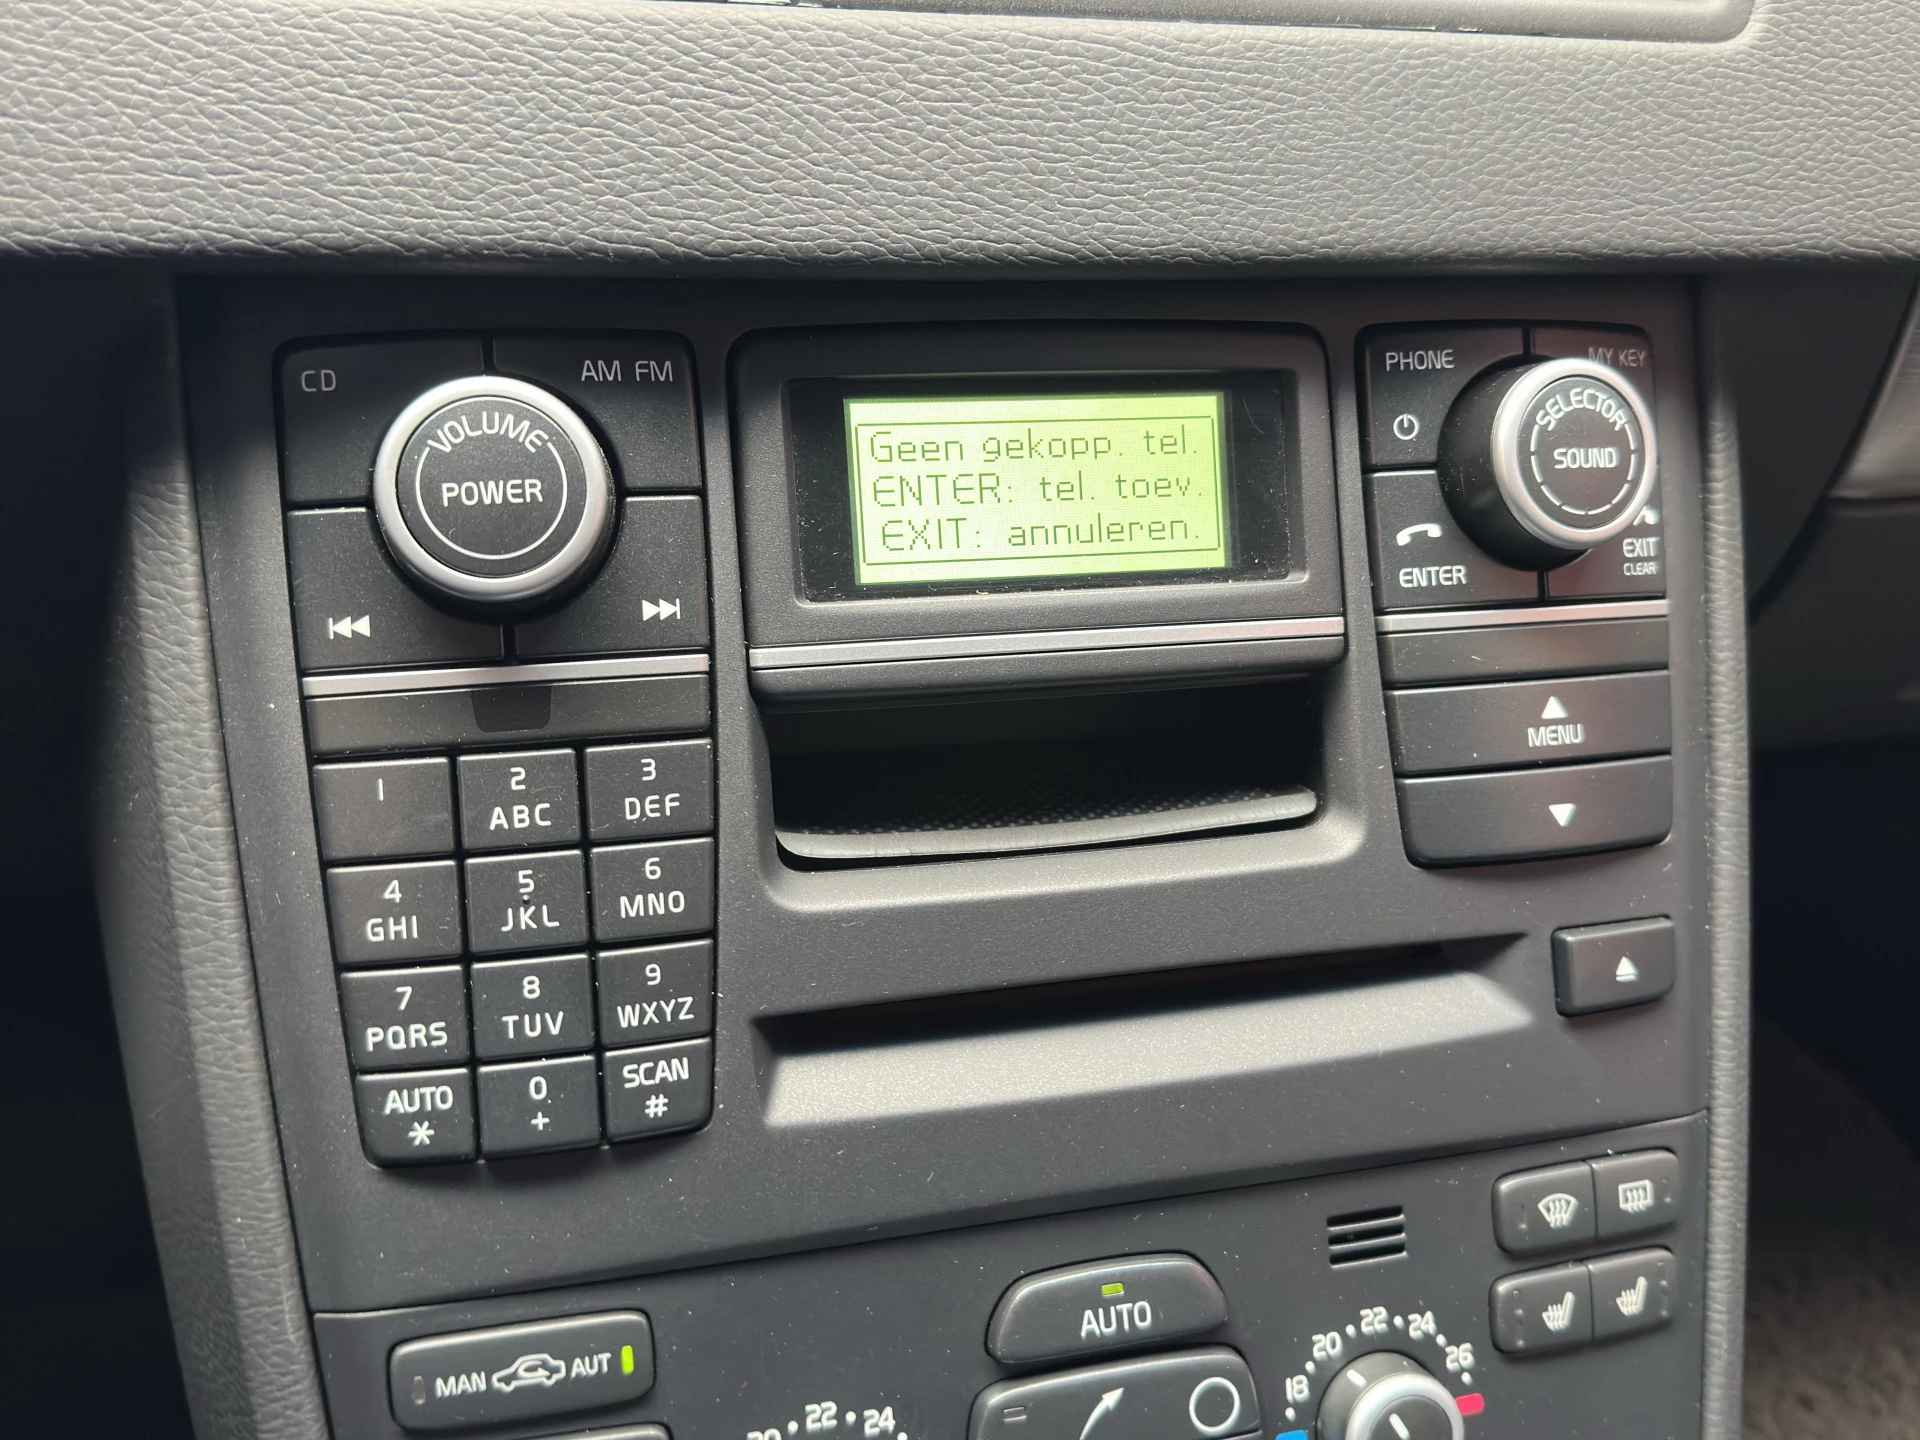 CD
AM FM
VOLUME
POWER
Geen gekopp. tel.
ENTER: tel. toev.
EXIT: annuleren.
PHONE
MY KEY
SELECTOR
SOUND
ENTER
EXIT
CLEAR
MENU
1
2
ABC
3
DEF
4
GHI
5
JKL
6
MNO
7
PQRS
8
TUV
9
WXYZ
AUTO
*
0
+
SCAN
#
MAN AUT
AUTO
22 24
18 20 22 24 26